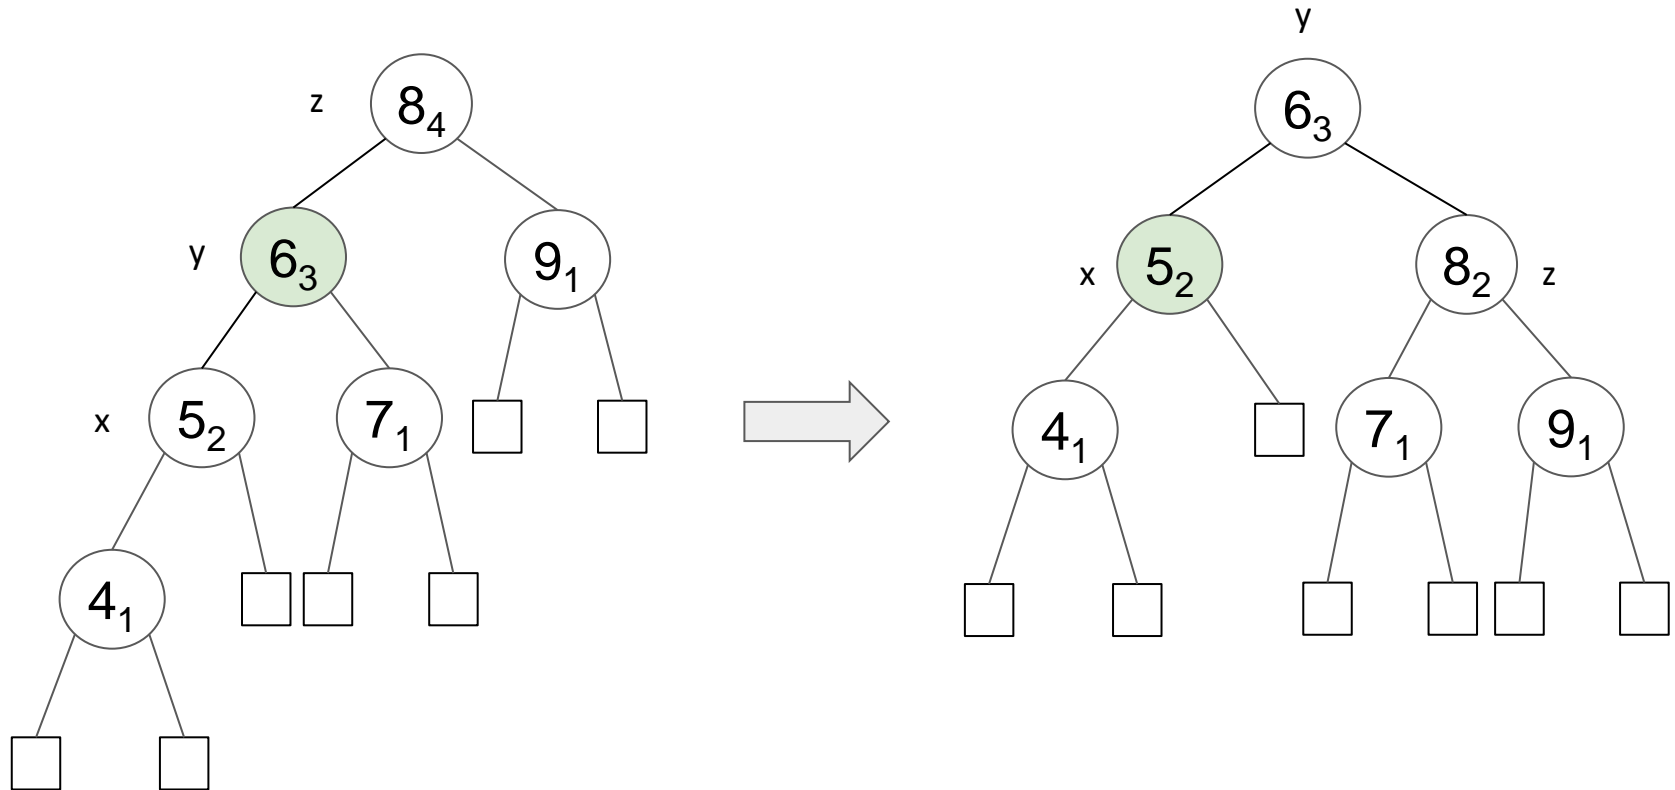 y
z 8₄ 6₃
y 6₃ 9₁ x 5₂ 8₂ z
x 5₂ 7₁ 4₁ 7₁ 9₁
4₁